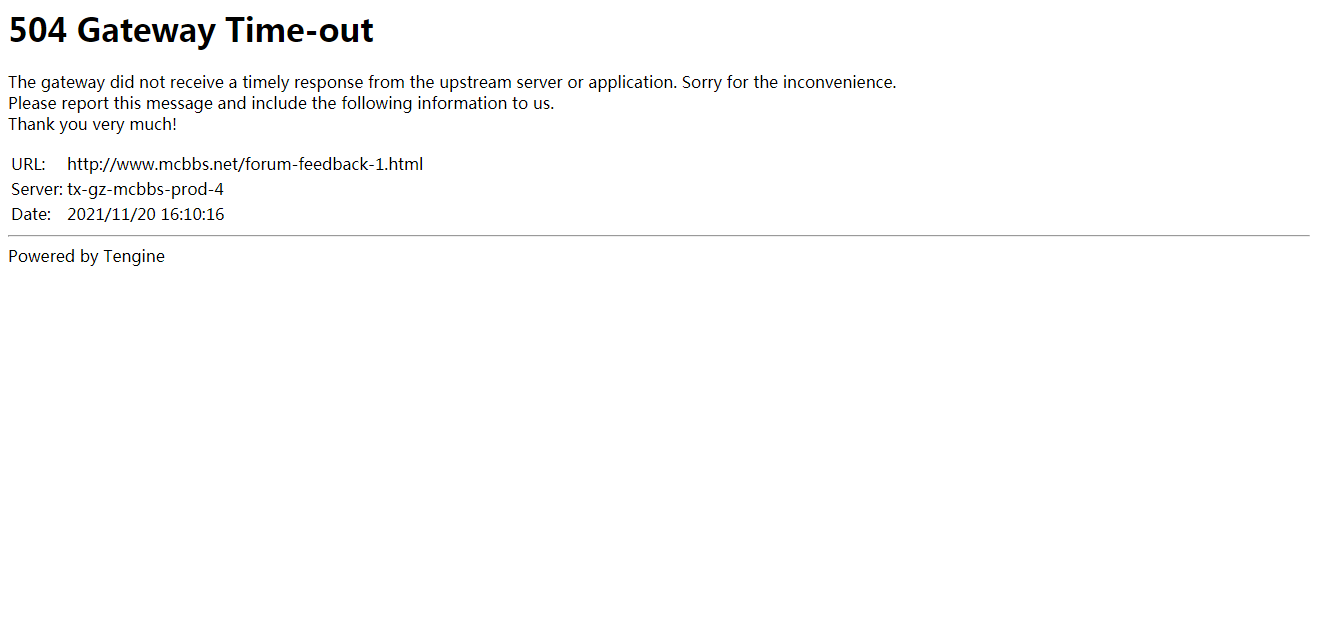 504 Gateway Time-out
The gateway did not receive a timely response from the upstream server or application. Sorry for the inconvenience.
Please report this message and include the following information to us.
Thank you very much!
URL: http://www.mcbbs.net/forum-feedback-1.html
Server: tx-gz-mcbbs-prod-4
Date: 2021/11/20 16:10:16
Powered by Tengine